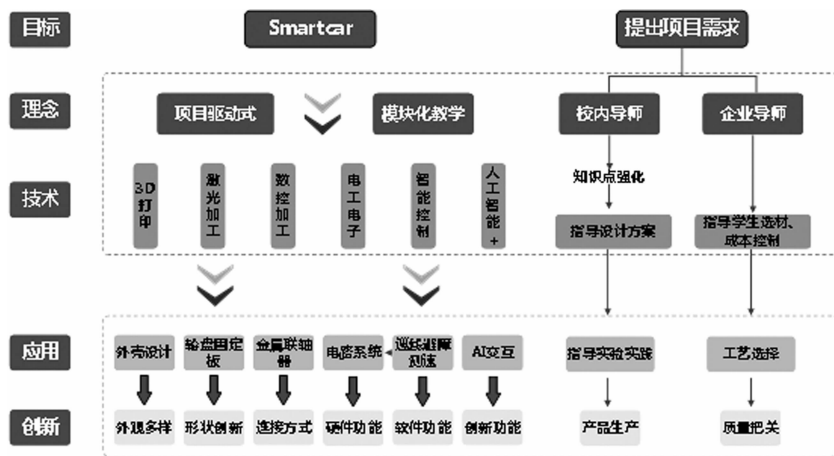 目标
Smartcar
提出项目需求
理念
项目驱动式
模块化教学
校内导师
企业导师
技术
3D打印
激光加工
数控加工
电工电子
智能控制
人工智能+
知识点强化
指导设计方案
指导学生选材、
成本控制
应用
外壳设计
轮盘固定
板
金属联轴
器
电路系统
巡线避障
测速
AI交互
指导实验实践
工艺选择
创新
外观多样
形状创新
连接方式
硬件功能
软件功能
创新功能
产品生产
质量把关